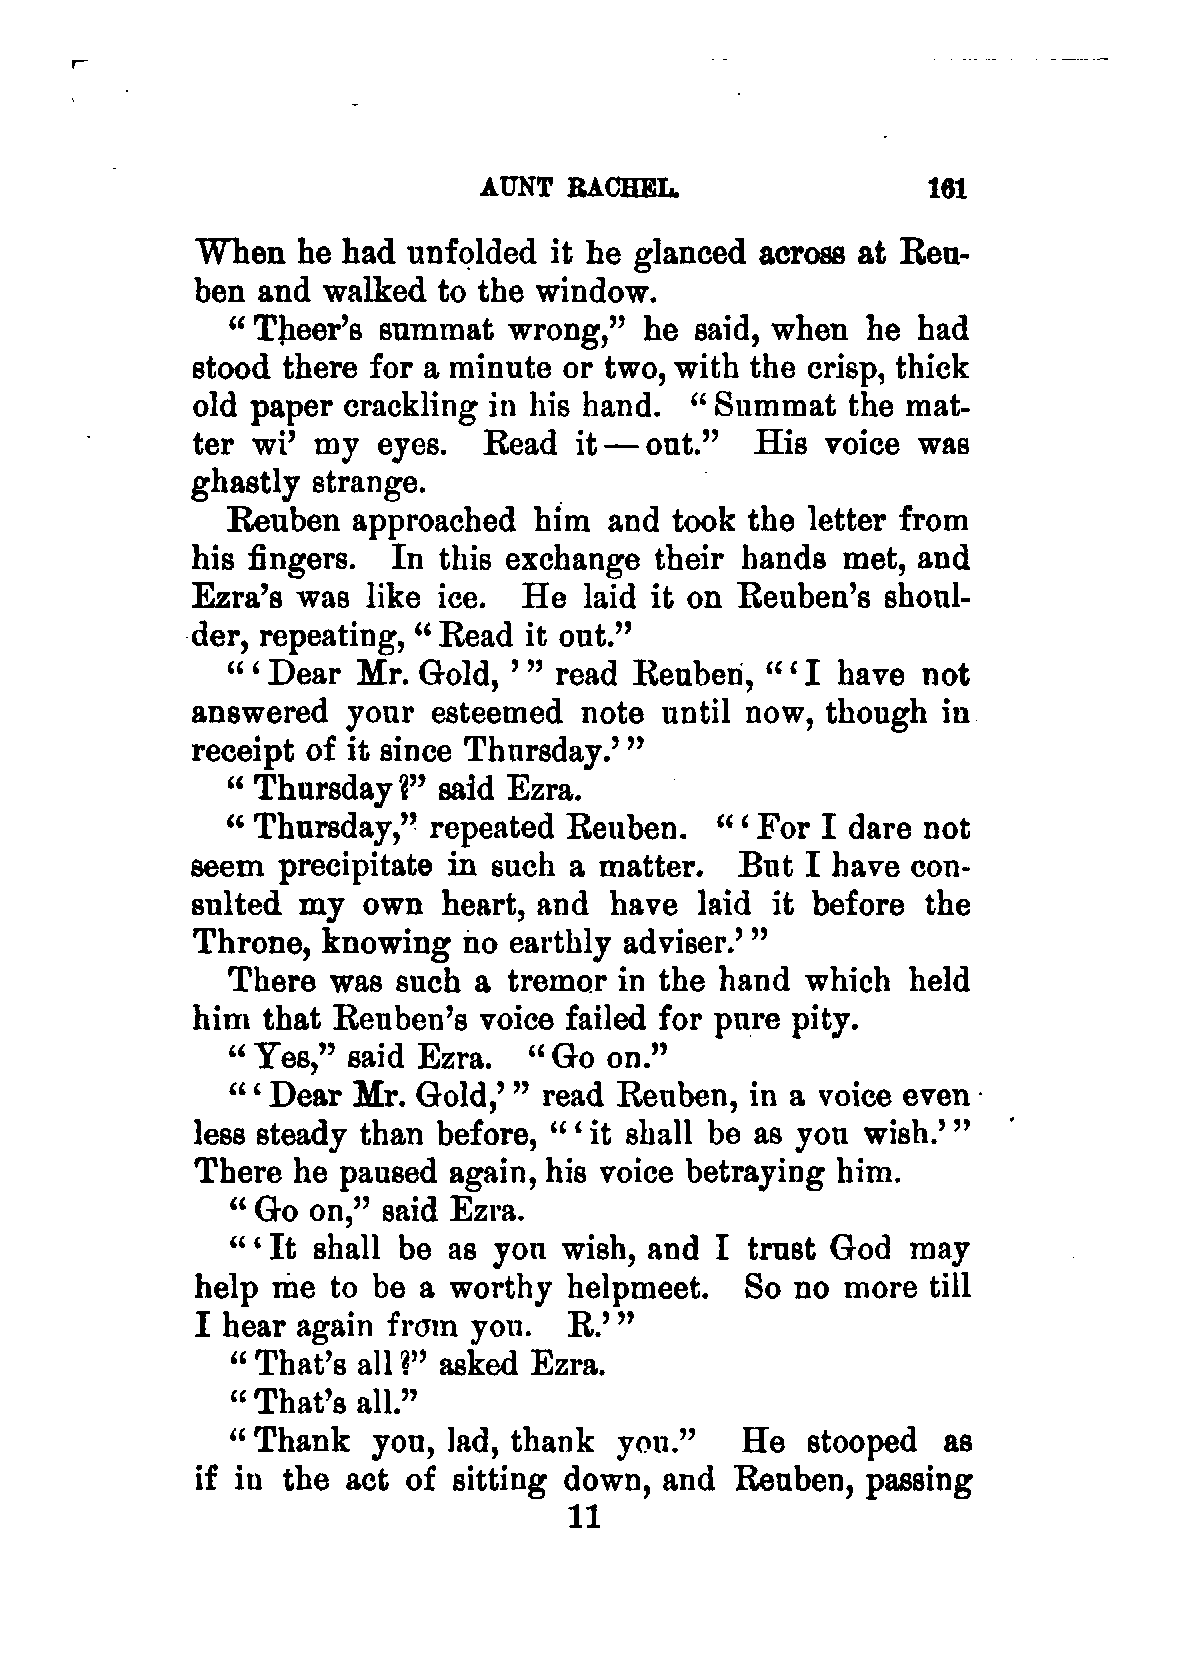 AUNT RACHEL. 161
When he had unfolded it he glanced across at Reu-
ben and walked to the window.
“Theer’s summat wrong,” he said, when he had
stood there for a minute or two, with the crisp, thick
old paper crackling in his hand. “Summat the mat-
ter wi’ my eyes. Read it—out.” His voice was
ghastly strange.
Reuben approached him and took the letter from
his fingers. In this exchange their hands met, and
Ezra’s was like ice. He laid it on Reuben’s shoul-
der, repeating, “Read it out.”
“‘Dear Mr. Gold,’” read Reuben, “‘I have not
answered your esteemed note until now, though in
receipt of it since Thursday.’”
“Thursday?” said Ezra.
“Thursday,” repeated Reuben. “‘For I dare not
seem precipitate in such a matter. But I have con-
sulted my own heart, and have laid it before the
Throne, knowing no earthly adviser.’”
There was such a tremor in the hand which held
him that Reuben’s voice failed for pure pity.
“Yes,” said Ezra. “Go on.”
“‘Dear Mr. Gold,’” read Reuben, in a voice even
less steady than before, “‘it shall be as you wish.’”
There he paused again, his voice betraying him.
“Go on,” said Ezra.
“‘It shall be as you wish, and I trust God may
help me to be a worthy helpmeet. So no more till
I hear again from you. R.’”
“That’s all?” asked Ezra.
“That’s all.”
“Thank you, lad, thank you.” He stooped as
if in the act of sitting down, and Reuben, passing
11